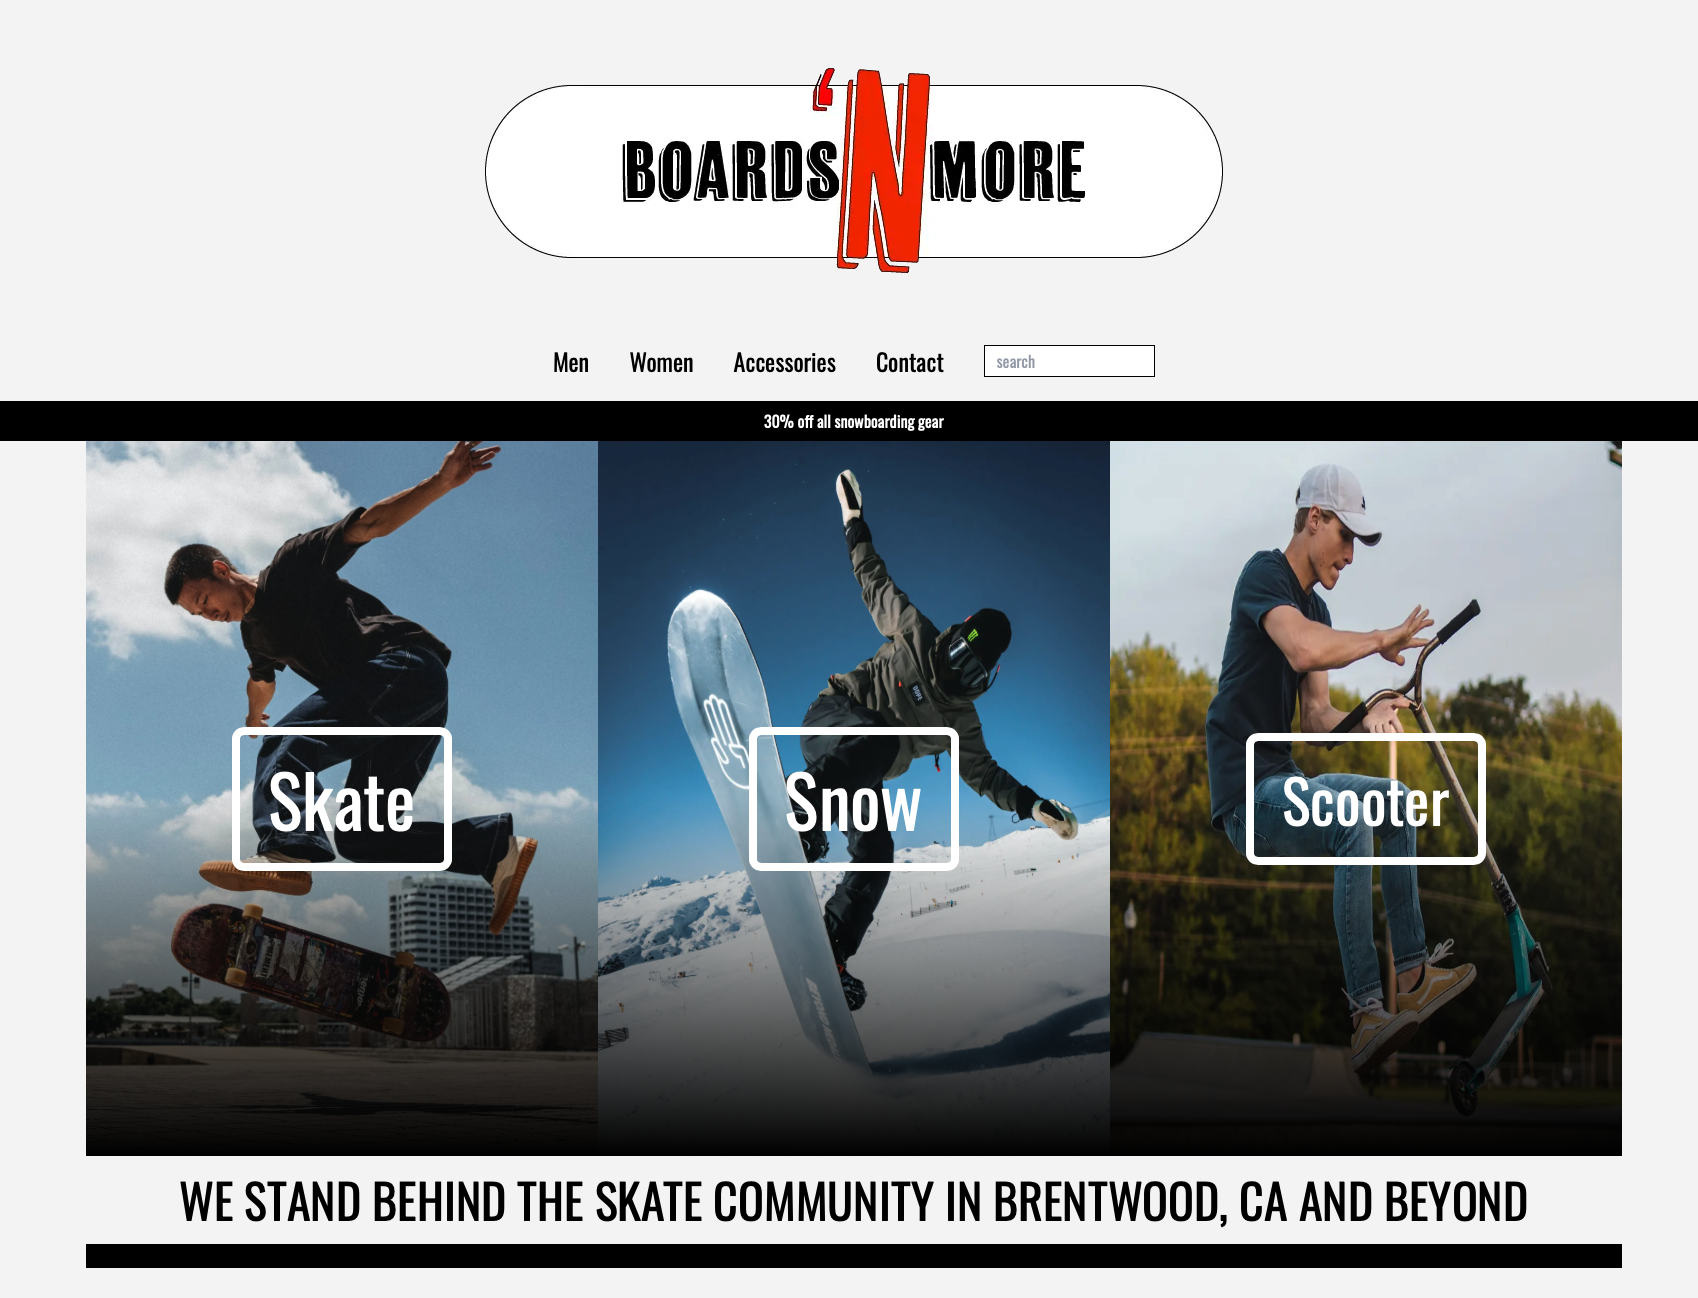 BOARDS 'N MORE
Men Women Accessories Contact search
30% off all snowboarding gear
Skate Snow Scooter
WE STAND BEHIND THE SKATE COMMUNITY IN BRENTWOOD, CA AND BEYOND